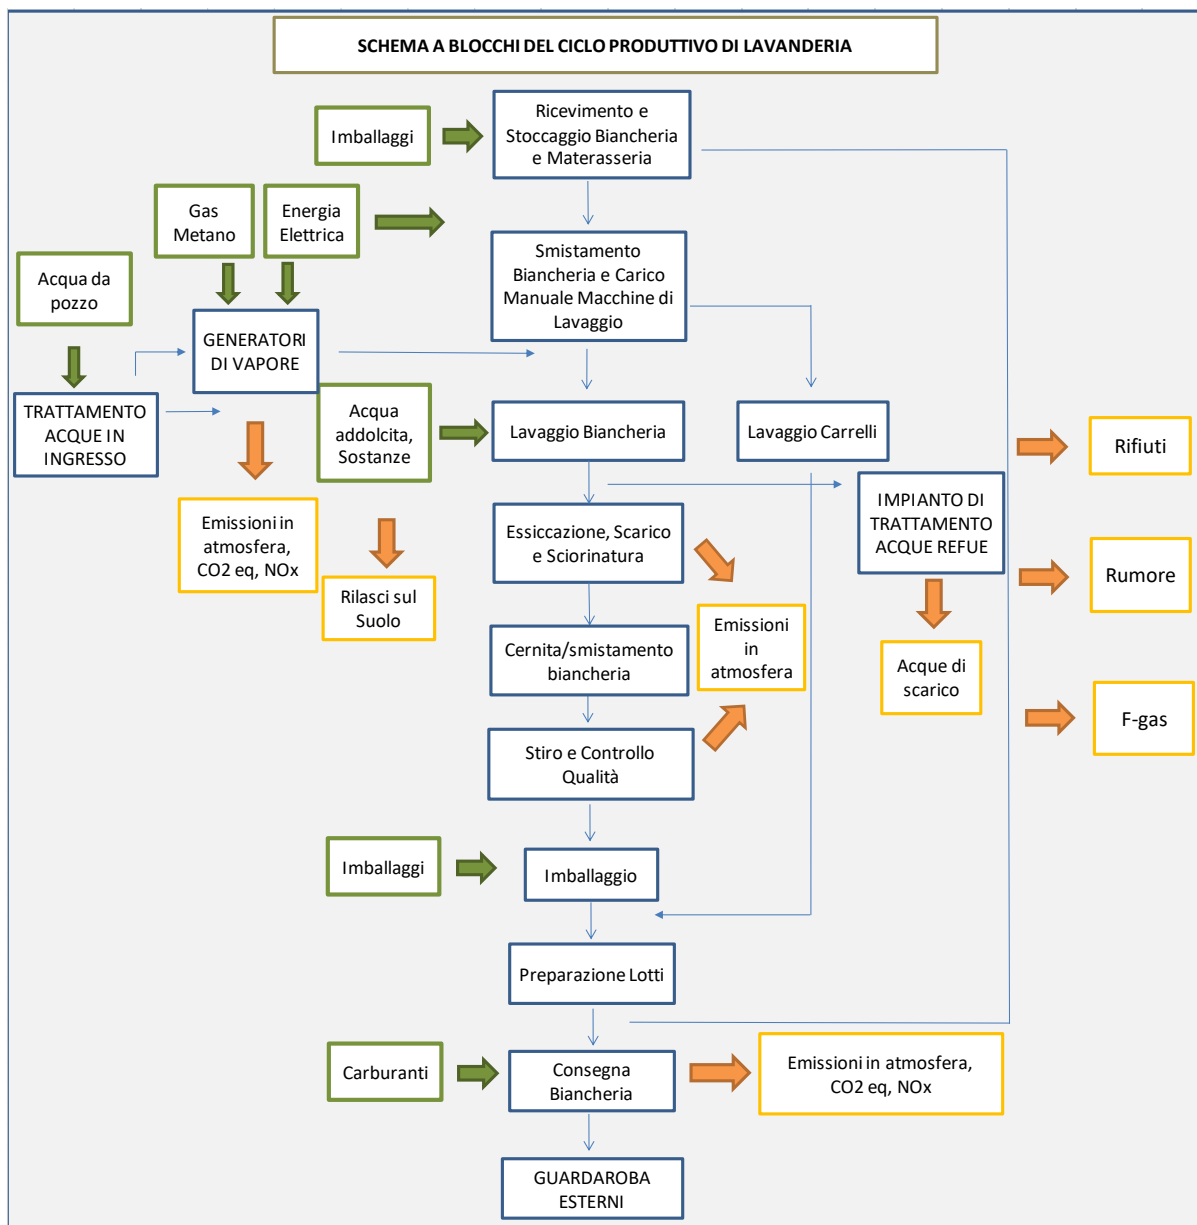 SCHEMA A BLOCCHI DEL CICLO PRODUTTIVO DI LAVANDERIA
Imballaggi
Ricevimento e
Stoccaggio Biancheria
e Materasseria
Gas
Metano
Energia
Elettrica
Acqua da
pozzo
Smistamento
Biancheria e Carico
Manuale Macchine di
Lavaggio
GENERATORI
DI VAPORE
TRATTAMENTO
ACQUE IN
INGRESSO
Acqua
addolcita,
Sostanze
Lavaggio Biancheria
Lavaggio Carrelli
Rifiuti
Emissioni in
atmosfera,
CO2 eq, NOx
Essiccazione, Scarico
e Sciorinatura
IMPIANTO DI
TRATTAMENTO
ACQUE REFUE
Rumore
Rilasci sul
Suolo
Cernita/smistamento
biancheria
Emissioni
in
atmosfera
Acque di
scarico
F-gas
Stiro e Controllo
Qualità
Imballaggi
Imballaggio
Preparazione Lotti
Carburanti
Consegna
Biancheria
Emissioni in atmosfera,
CO2 eq, NOx
GUARDAROBA
ESTERNI